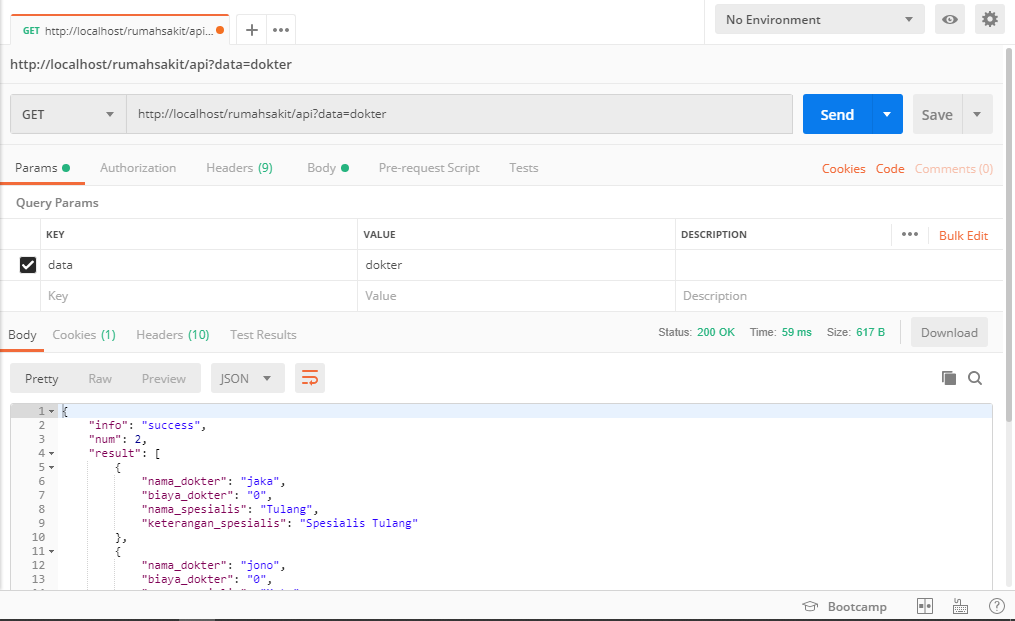 GET http://localhost/rumahsakit/api...
No Environment
http://localhost/rumahsakit/api?data=dokter
GET http://localhost/rumahsakit/api?data=dokter Send Save
Params Authorization Headers (9) Body Pre-request Script Tests Cookies Code Comments (0)
Query Params
KEY VALUE DESCRIPTION ••• Bulk Edit
data dokter
Key Value Description
Body Cookies (1) Headers (10) Test Results Status: 200 OK Time: 59 ms Size: 617 B Download
Pretty Raw Preview JSON
1 {
2 "info": "success",
3 "num": 2,
4 "result": [
5 {
6 "nama_dokter": "jaka",
7 "biaya_dokter": "0",
8 "nama_spesialis": "Tulang",
9 "keterangan_spesialis": "Spesialis Tulang"
10 },
11 {
12 "nama_dokter": "jono",
13 "biaya_dokter": "0",
Bootcamp